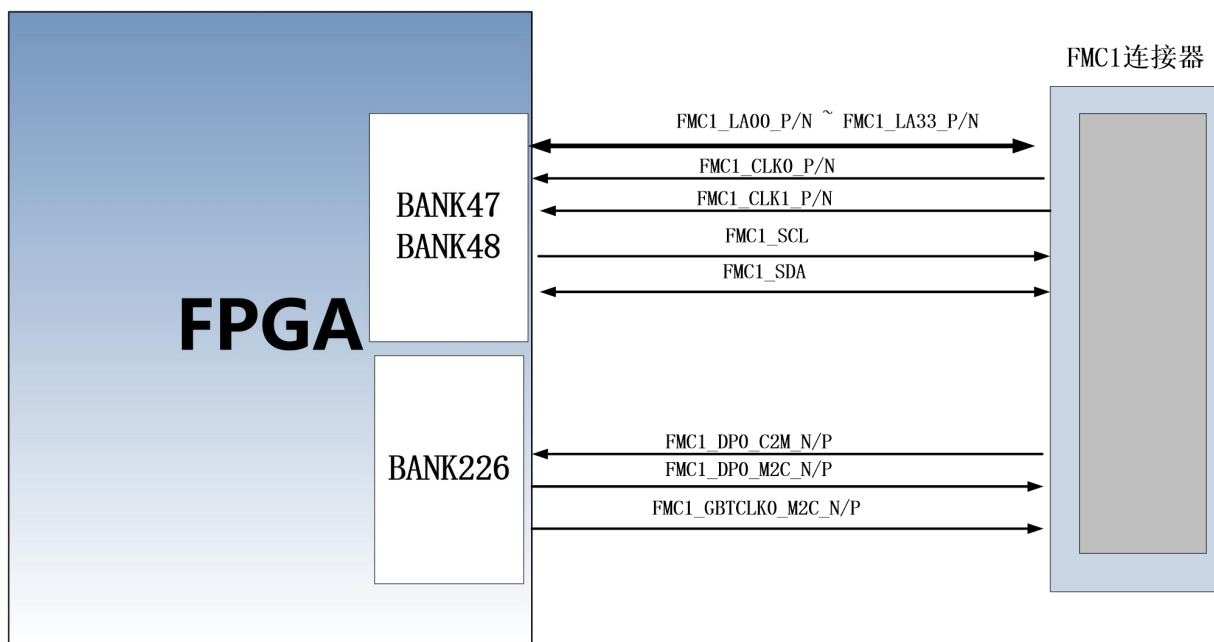 FMC1连接器
FMC1_LA00_P/N ~ FMC1_LA33_P/N
FMC1_CLK0_P/N
FMC1_CLK1_P/N
FMC1_SCL
FMC1_SDA
BANK47
BANK48
FPGA
BANK226
FMC1_DP0_C2M_N/P
FMC1_DP0_M2C_N/P
FMC1_GBTCLK0_M2C_N/P